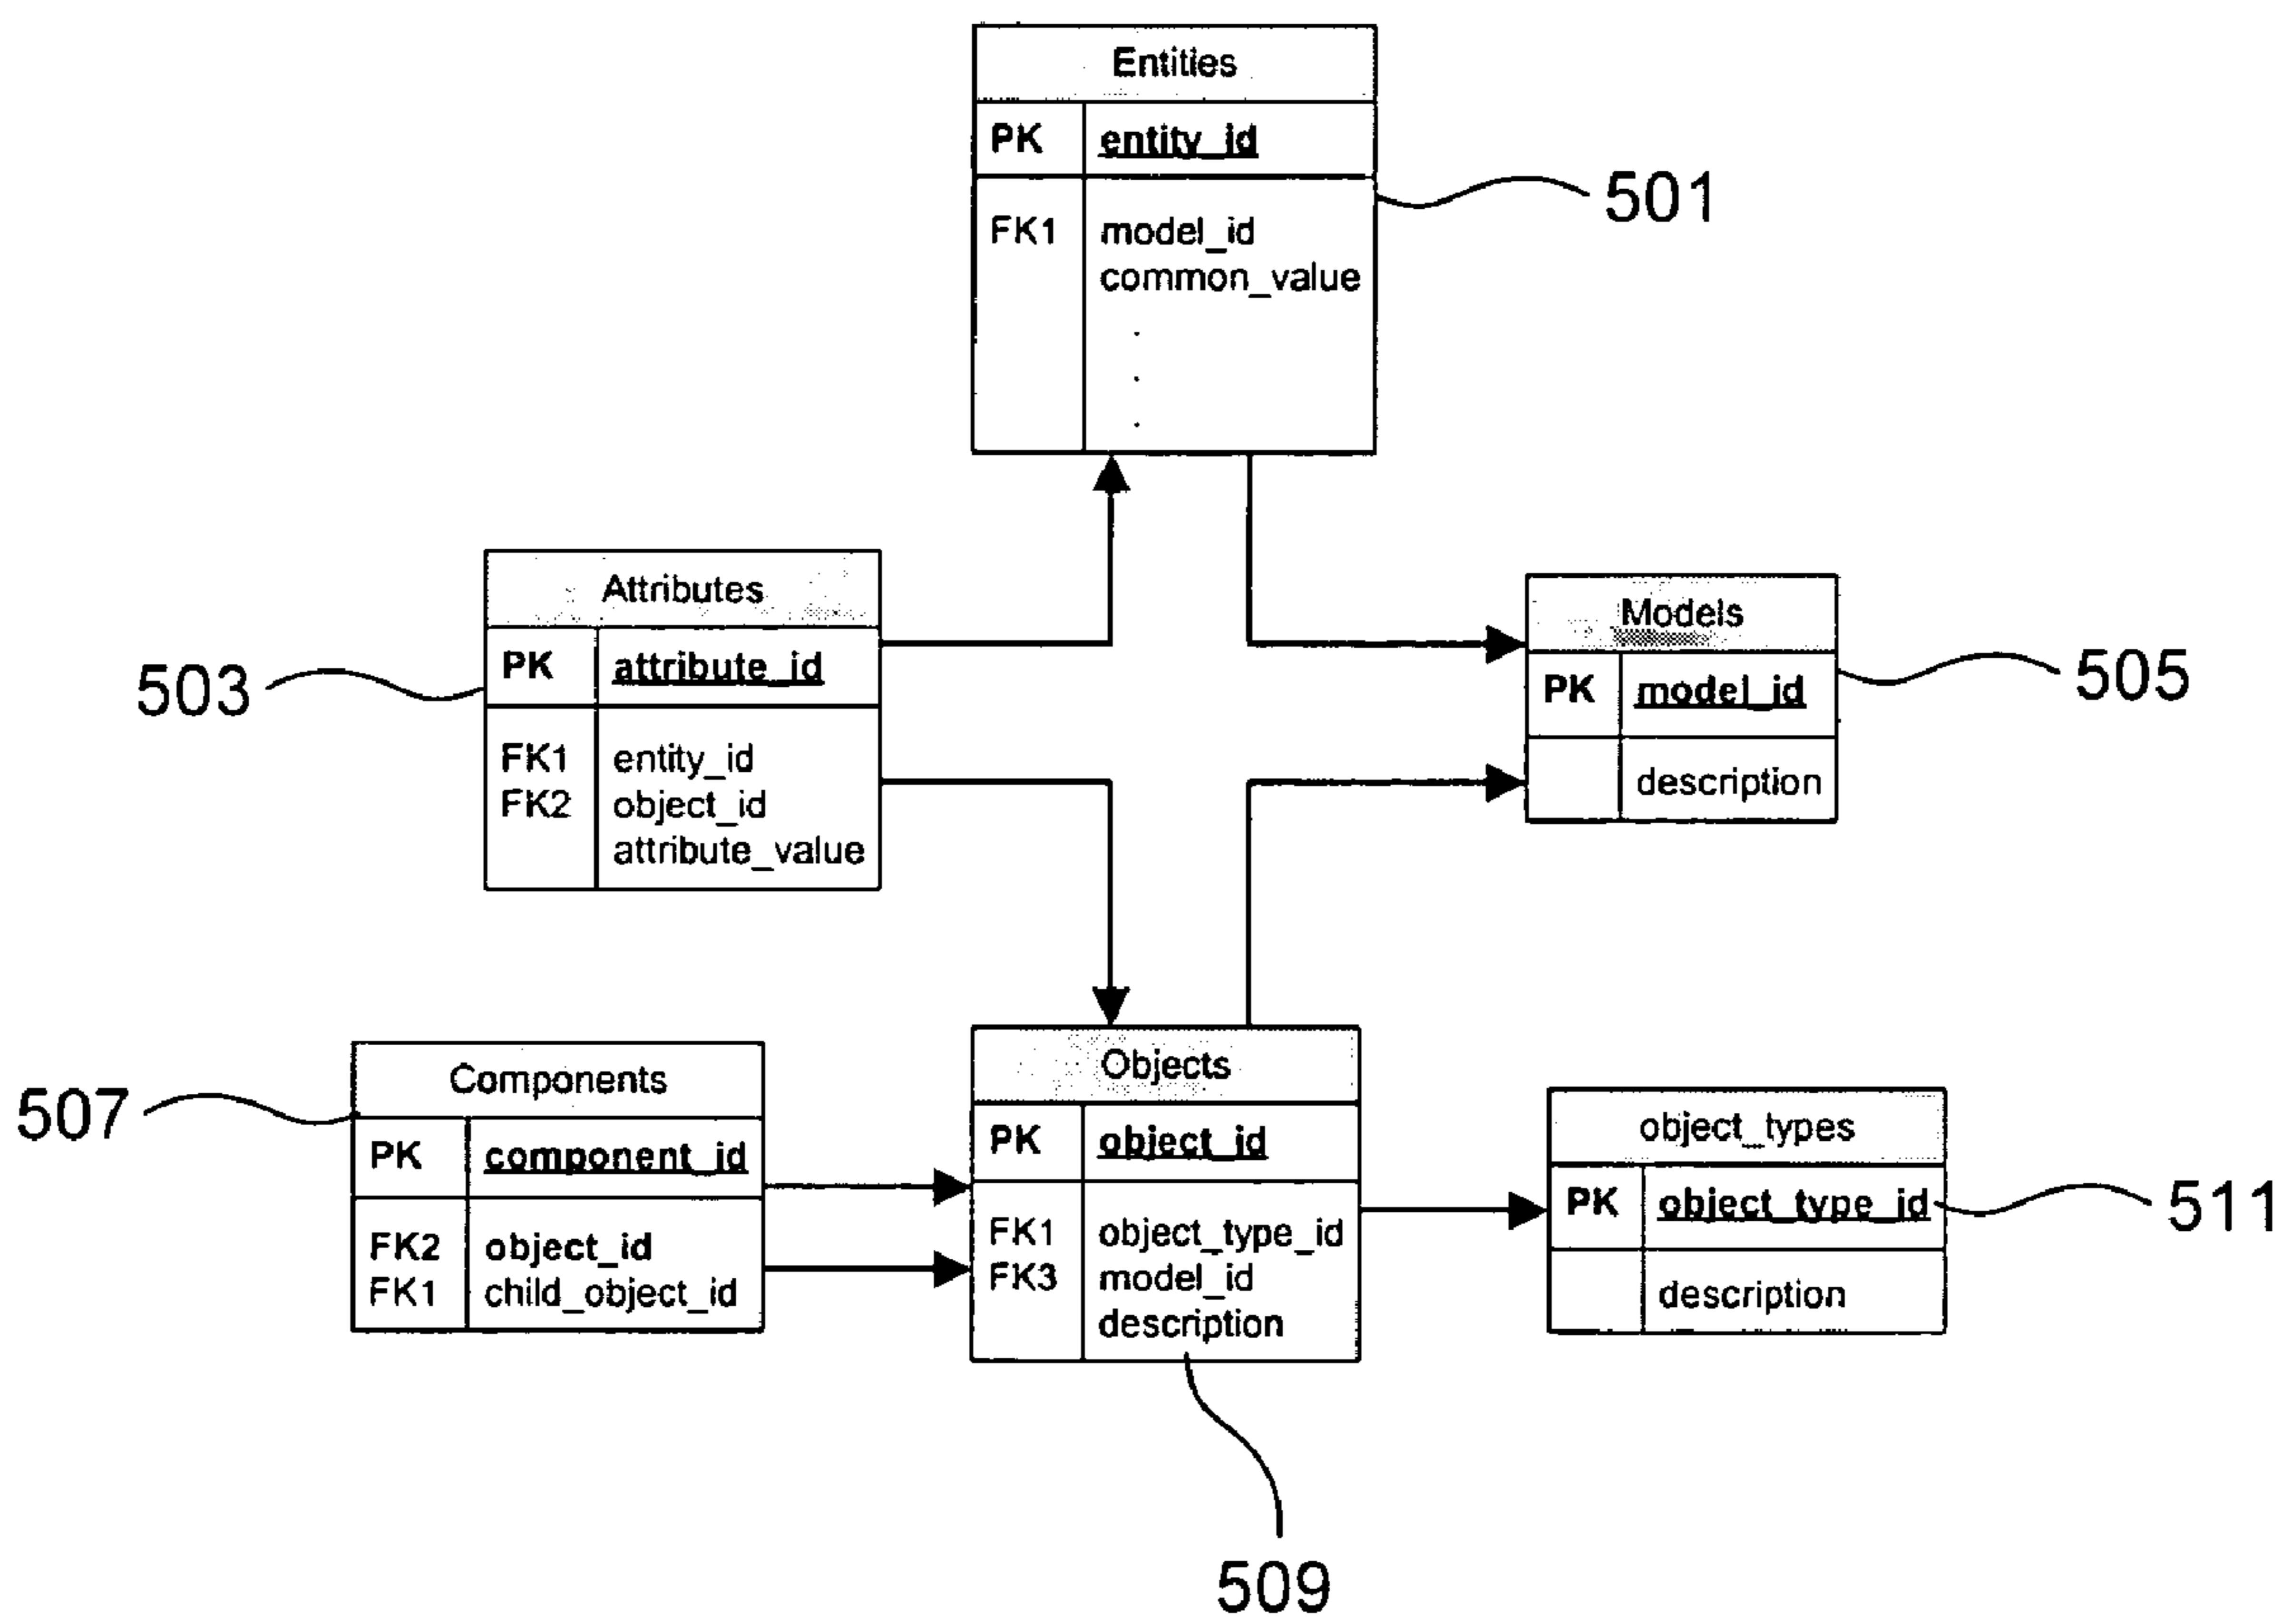 Entities
PK entity_id
FK1 model_id
common_value
.
.
.
501
Attributes
PK attribute_id
FK1 entity_id
FK2 object_id
attribute_value
503
Models
PK model_id
description
505
Components
PK component_id
FK2 object_id
FK1 child_object_id
507
Objects
PK object_id
FK1 object_type_id
FK3 model_id
description
509
object_types
PK object_type_id
description
511